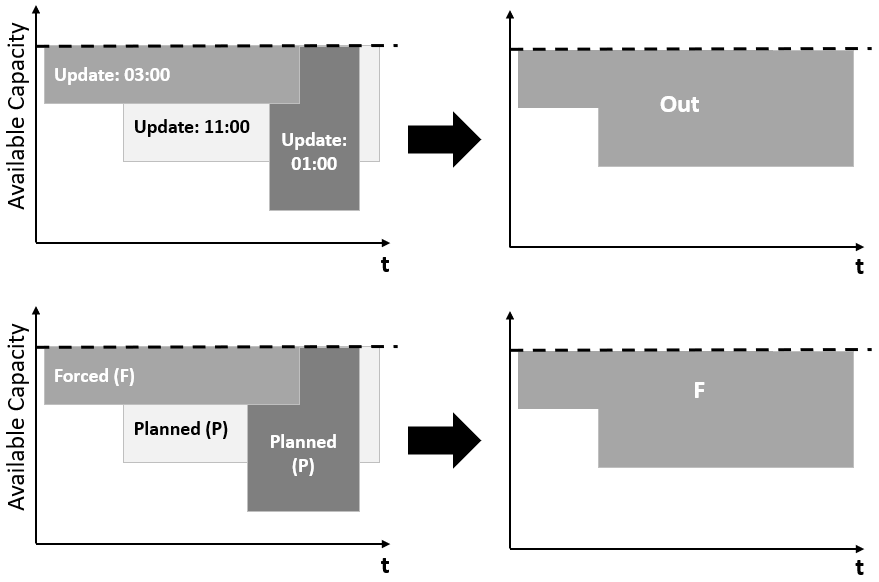 Available Capacity
Update: 03:00
Update: 11:00
Update:
01:00
t
Out
t
Available Capacity
Forced (F)
Planned (P)
Planned
(P)
t
F
t